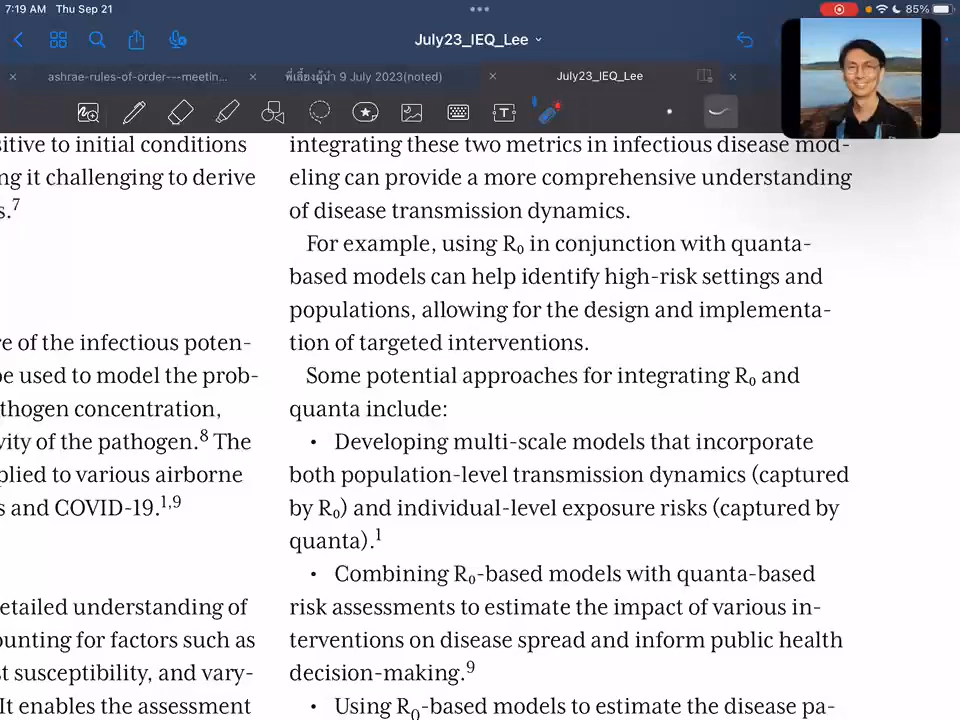 7:19 AM Thu Sep 21
85%
July23_IEQ_Lee
ashrae-rules-of-order---meetin...
พี่เลี้ยงผู้นำ 9 July 2023(noted)
July23_IEQ_Lee
sitive to initial conditions
ng it challenging to derive
s.7
re of the infectious poten-
be used to model the prob-
thogen concentration,
vity of the pathogen.8 The
plied to various airborne
s and COVID-19.1,9
etailed understanding of
ounting for factors such as
st susceptibility, and vary-
It enables the assessment
integrating these two metrics in infectious disease mod-
eling can provide a more comprehensive understanding
of disease transmission dynamics.
For example, using R0 in conjunction with quanta-
based models can help identify high-risk settings and
populations, allowing for the design and implementa-
tion of targeted interventions.
Some potential approaches for integrating R0 and
quanta include:
• Developing multi-scale models that incorporate
both population-level transmission dynamics (captured
by R0) and individual-level exposure risks (captured by
quanta).1
• Combining R0-based models with quanta-based
risk assessments to estimate the impact of various in-
terventions on disease spread and inform public health
decision-making.9
• Using R0-based models to estimate the disease pa-